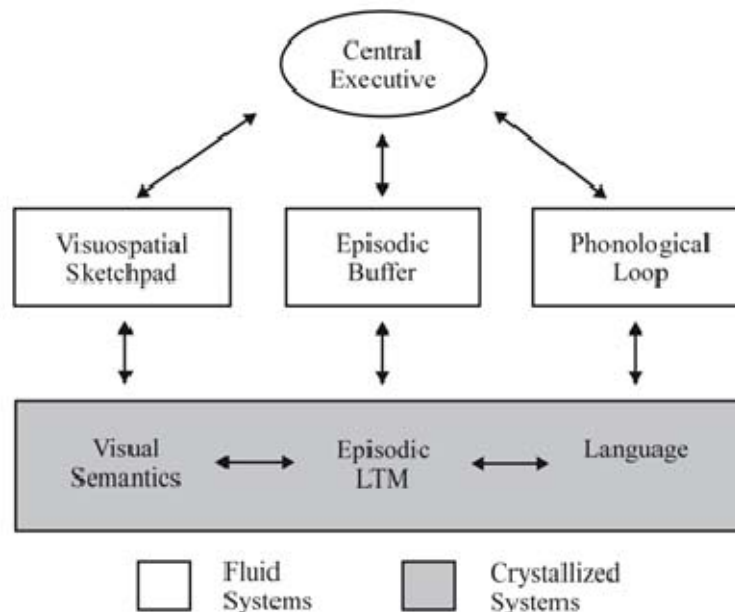 Central
Executive
Visuospatial
Sketchpad
Episodic
Buffer
Phonological
Loop
Visual
Semantics
Episodic
LTM
Language
Fluid
Systems
Crystallized
Systems